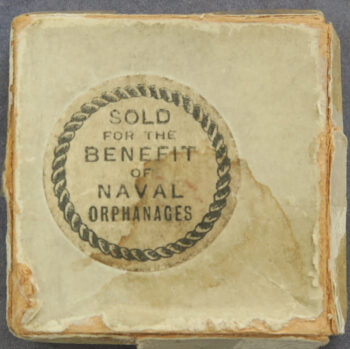 SOLD
FOR THE
BENEFIT
OF
NAVAL
ORPHANAGES